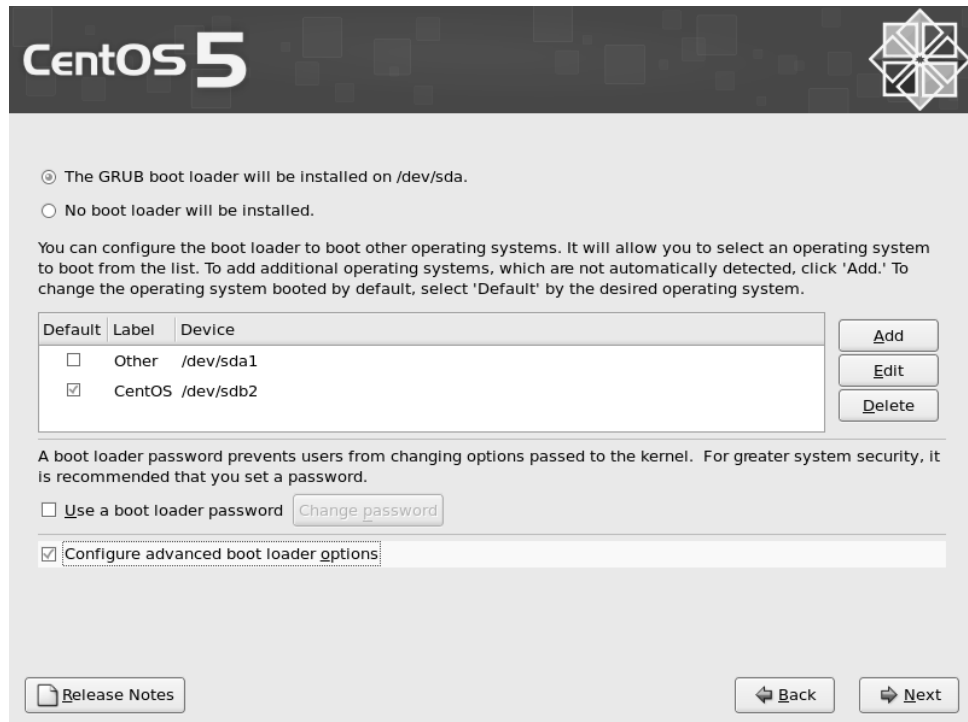 CentOS 5
The GRUB boot loader will be installed on /dev/sda.
No boot loader will be installed.
You can configure the boot loader to boot other operating systems. It will allow you to select an operating system
to boot from the list. To add additional operating systems, which are not automatically detected, click 'Add.' To
change the operating system booted by default, select 'Default' by the desired operating system.
Default Label Device
Other /dev/sda1
CentOS /dev/sdb2
Add
Edit
Delete
A boot loader password prevents users from changing options passed to the kernel.  For greater system security, it
is recommended that you set a password.
Use a boot loader password Change password
Configure advanced boot loader options
Release Notes Back Next